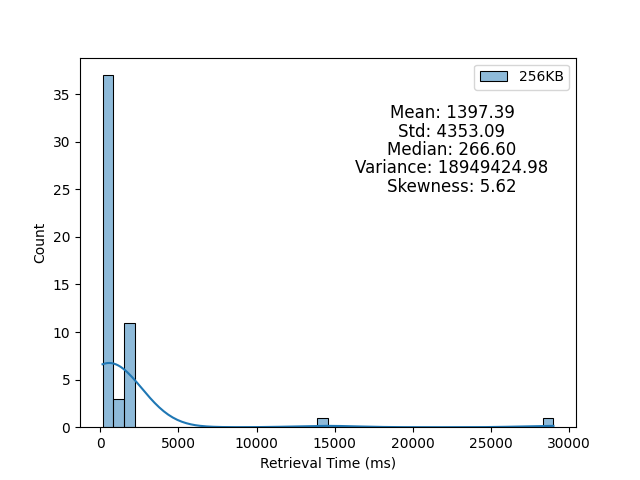 256KB
Mean: 1397.39
Std: 4353.09
Median: 266.60
Variance: 18949424.98
Skewness: 5.62
35
30
25
20
15
10
5
0
Count
0 5000 10000 15000 20000 25000 30000
Retrieval Time (ms)